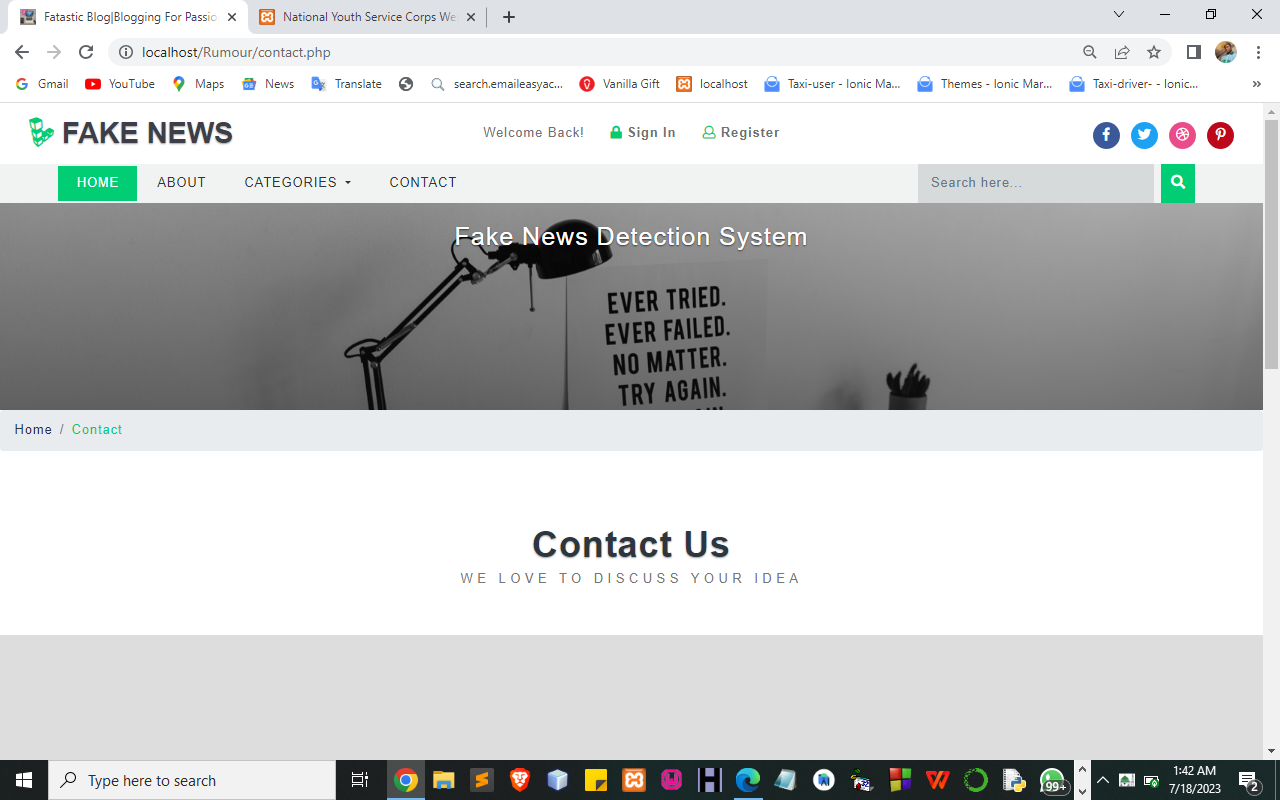 Fatastic Blog|Blogging For Passio
National Youth Service Corps We
localhost/Rumour/contact.php
Gmail
YouTube
Maps
News
Translate
search.emaileasyac...
Vanilla Gift
localhost
Taxi-user - Ionic Ma...
Themes - Ionic Mar...
Taxi-driver- - Ionic...
»
FAKE NEWS
Welcome Back!
Sign In
Register
HOME
ABOUT
CATEGORIES
CONTACT
Search here...
Fake News Detection System
EVER TRIED.
EVER FAILED.
NO MATTER.
TRY AGAIN.
Home / Contact
Contact Us
WE LOVE TO DISCUSS YOUR IDEA
Type here to search
99+
1:42 AM
7/18/2023
2